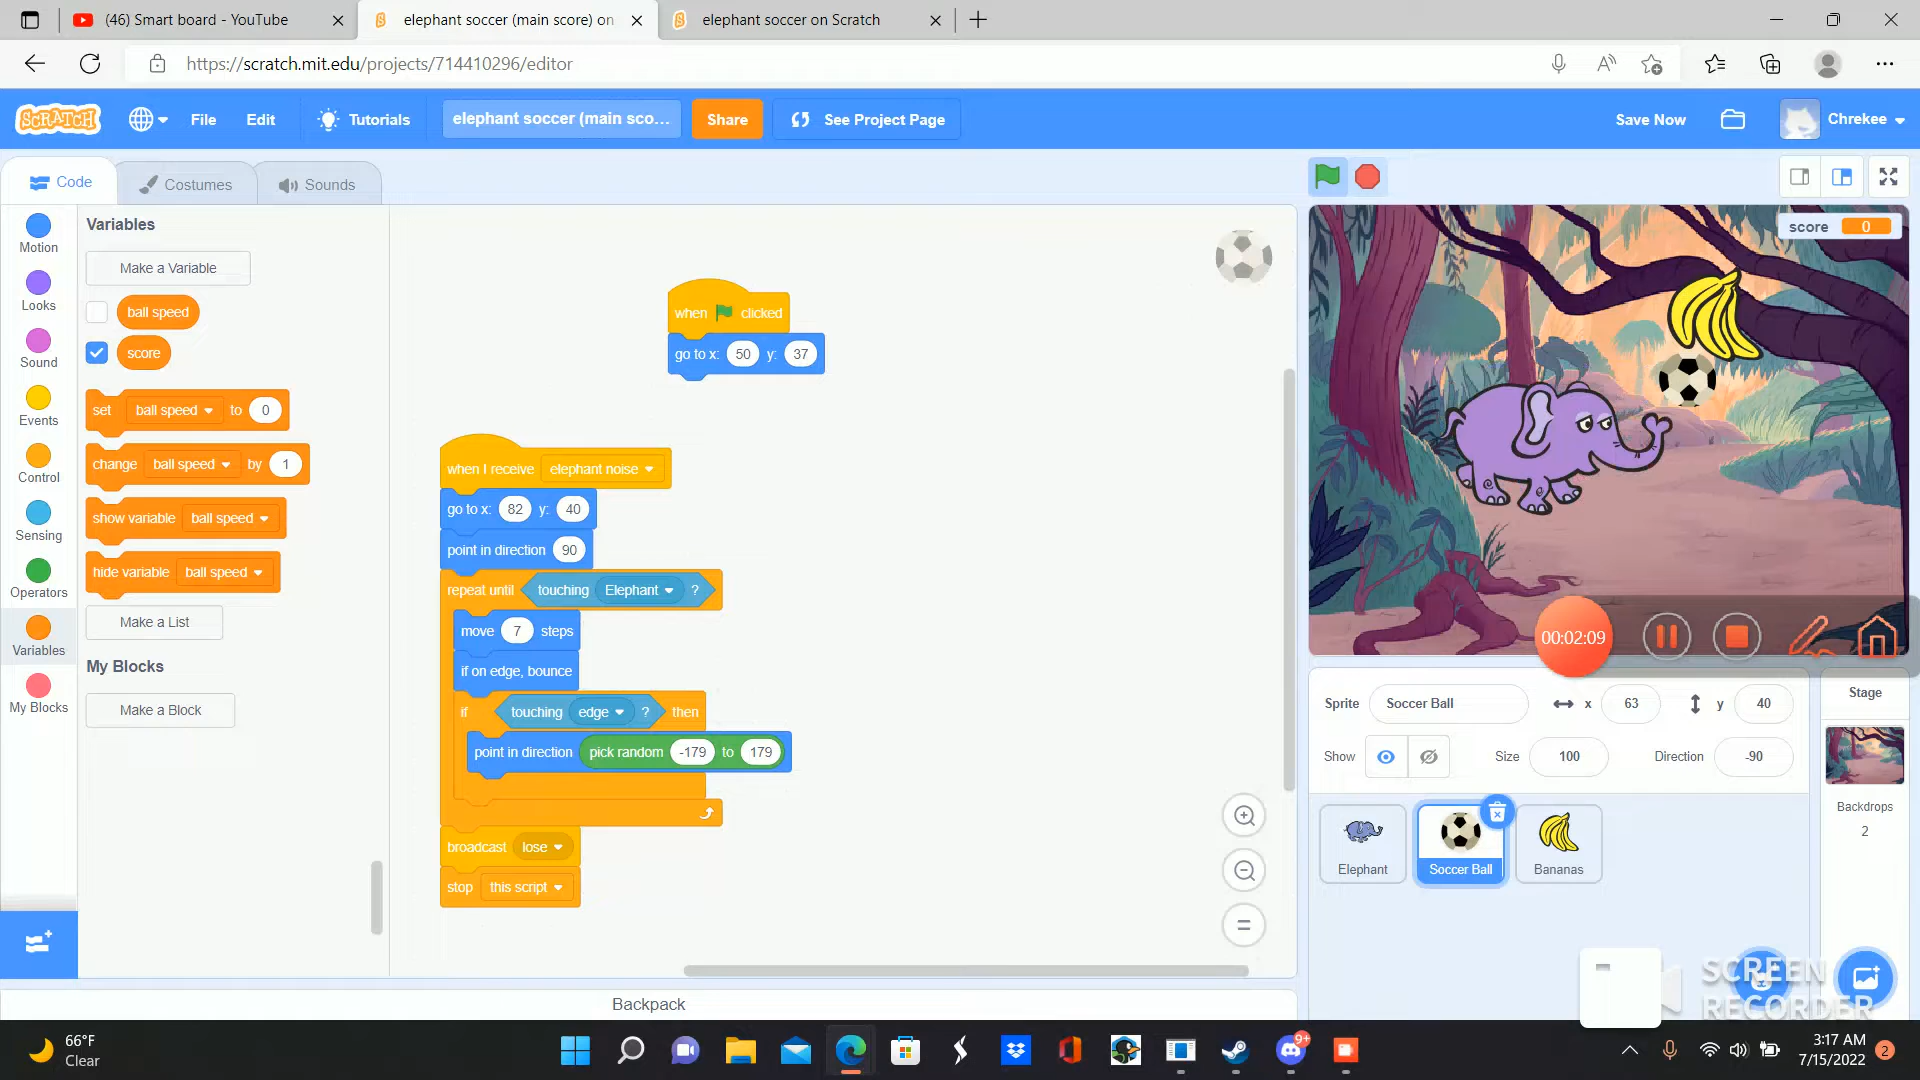 (46) Smart board - YouTube
elephant soccer (main score) on
elephant soccer on Scratch
https://scratch.mit.edu/projects/714410296/editor
SCRATCH
File
Edit
Tutorials
elephant soccer (main sco...
Share
See Project Page
Save Now
Chrekee
Code
Costumes
Sounds
Motion
Looks
Sound
Events
Control
Sensing
Operators
Variables
My Blocks
Variables
Make a Variable
ball speed
score
set ball speed to 0
change ball speed by 1
show variable ball speed
hide variable ball speed
Make a List
My Blocks
Make a Block
when clicked
go to x: 50 y: 37
when I receive elephant noise
go to x: 82 y: 40
point in direction 90
repeat until touching Elephant ?
move 7 steps
if on edge, bounce
if touching edge ? then
point in direction pick random -179 to 179
broadcast lose
stop this script
Backpack
score 0
00:02:09
Sprite Soccer Ball x 63 y 40
Show Size 100 Direction -90
Elephant
Soccer Ball
Bananas
Stage
Backdrops
2
SCREEN
RECORDER
66°F
Clear
9+
3:17 AM
7/15/2022
2